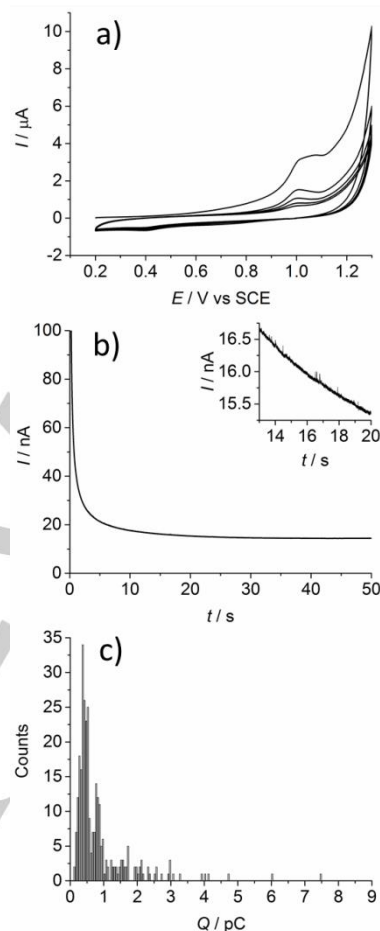 a)
10
8
6
4
2
0
-2
I / µA
0.2 0.4 0.6 0.8 1.0 1.2
E / V vs SCE
b)
100
80
60
40
20
0
I / nA
16.5
16.0
15.5
I / nA
14 16 18 20
t / s
0 10 20 30 40 50
t / s
c)
35
30
25
20
15
10
5
0
Counts
0 1 2 3 4 5 6 7 8 9
Q / pC